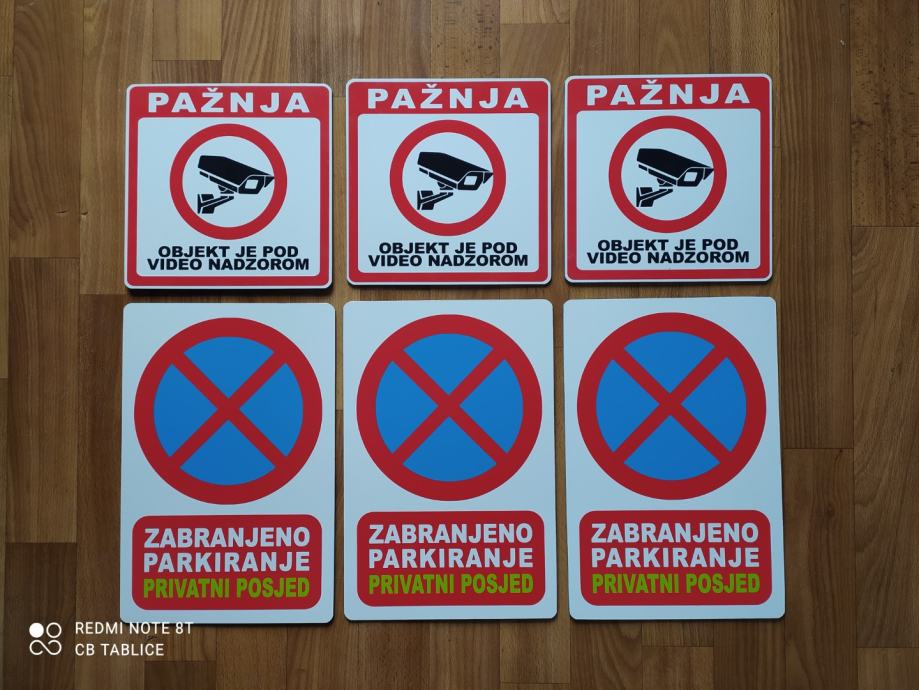 PAŽNJA
OBJEKT JE POD
VIDEO NADZOROM
PAŽNJA
OBJEKT JE POD
VIDEO NADZOROM
PAŽNJA
OBJEKT JE POD
VIDEO NADZOROM
ZABRANJENO
PARKIRANJE
PRIVATNI POSJED
ZABRANJENO
PARKIRANJE
PRIVATNI POSJED
ZABRANJENO
PARKIRANJE
PRIVATNI POSJED
REDMI NOTE 8T
CB TABLICE